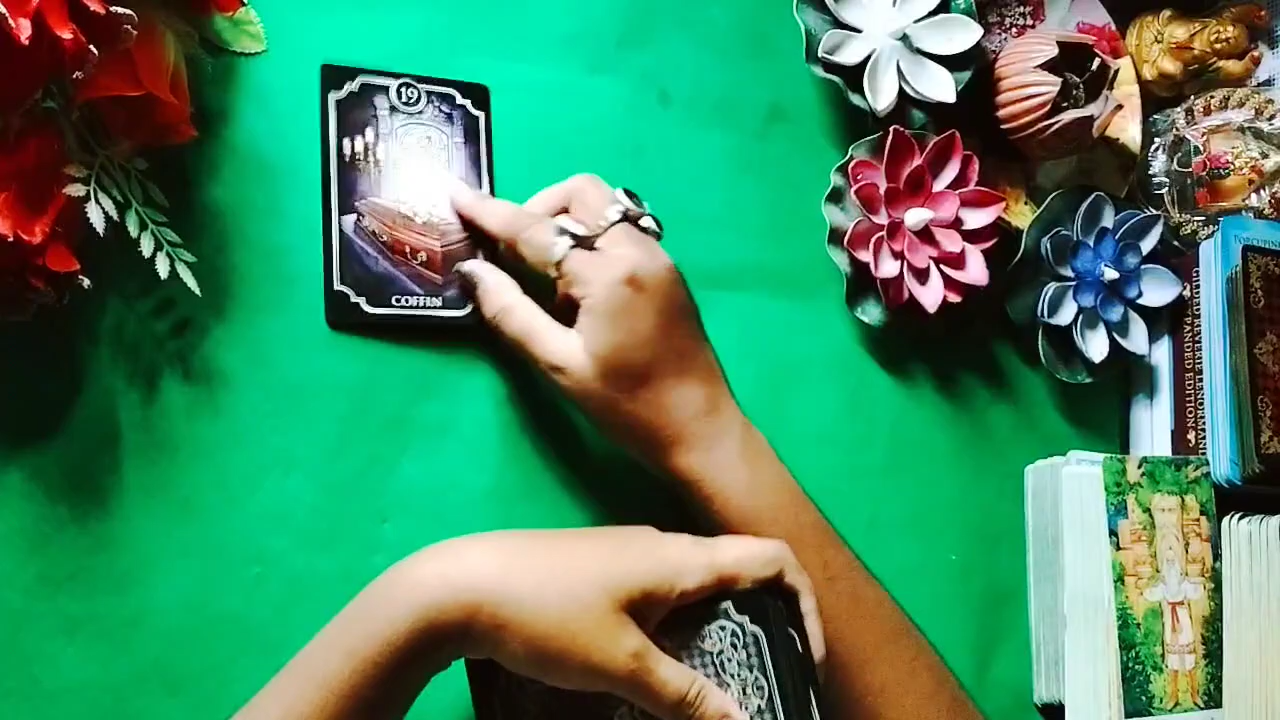 19
COFFIN
PORCUPINE
GILDED REVERIE LENORMAND
EXPANDED EDITION